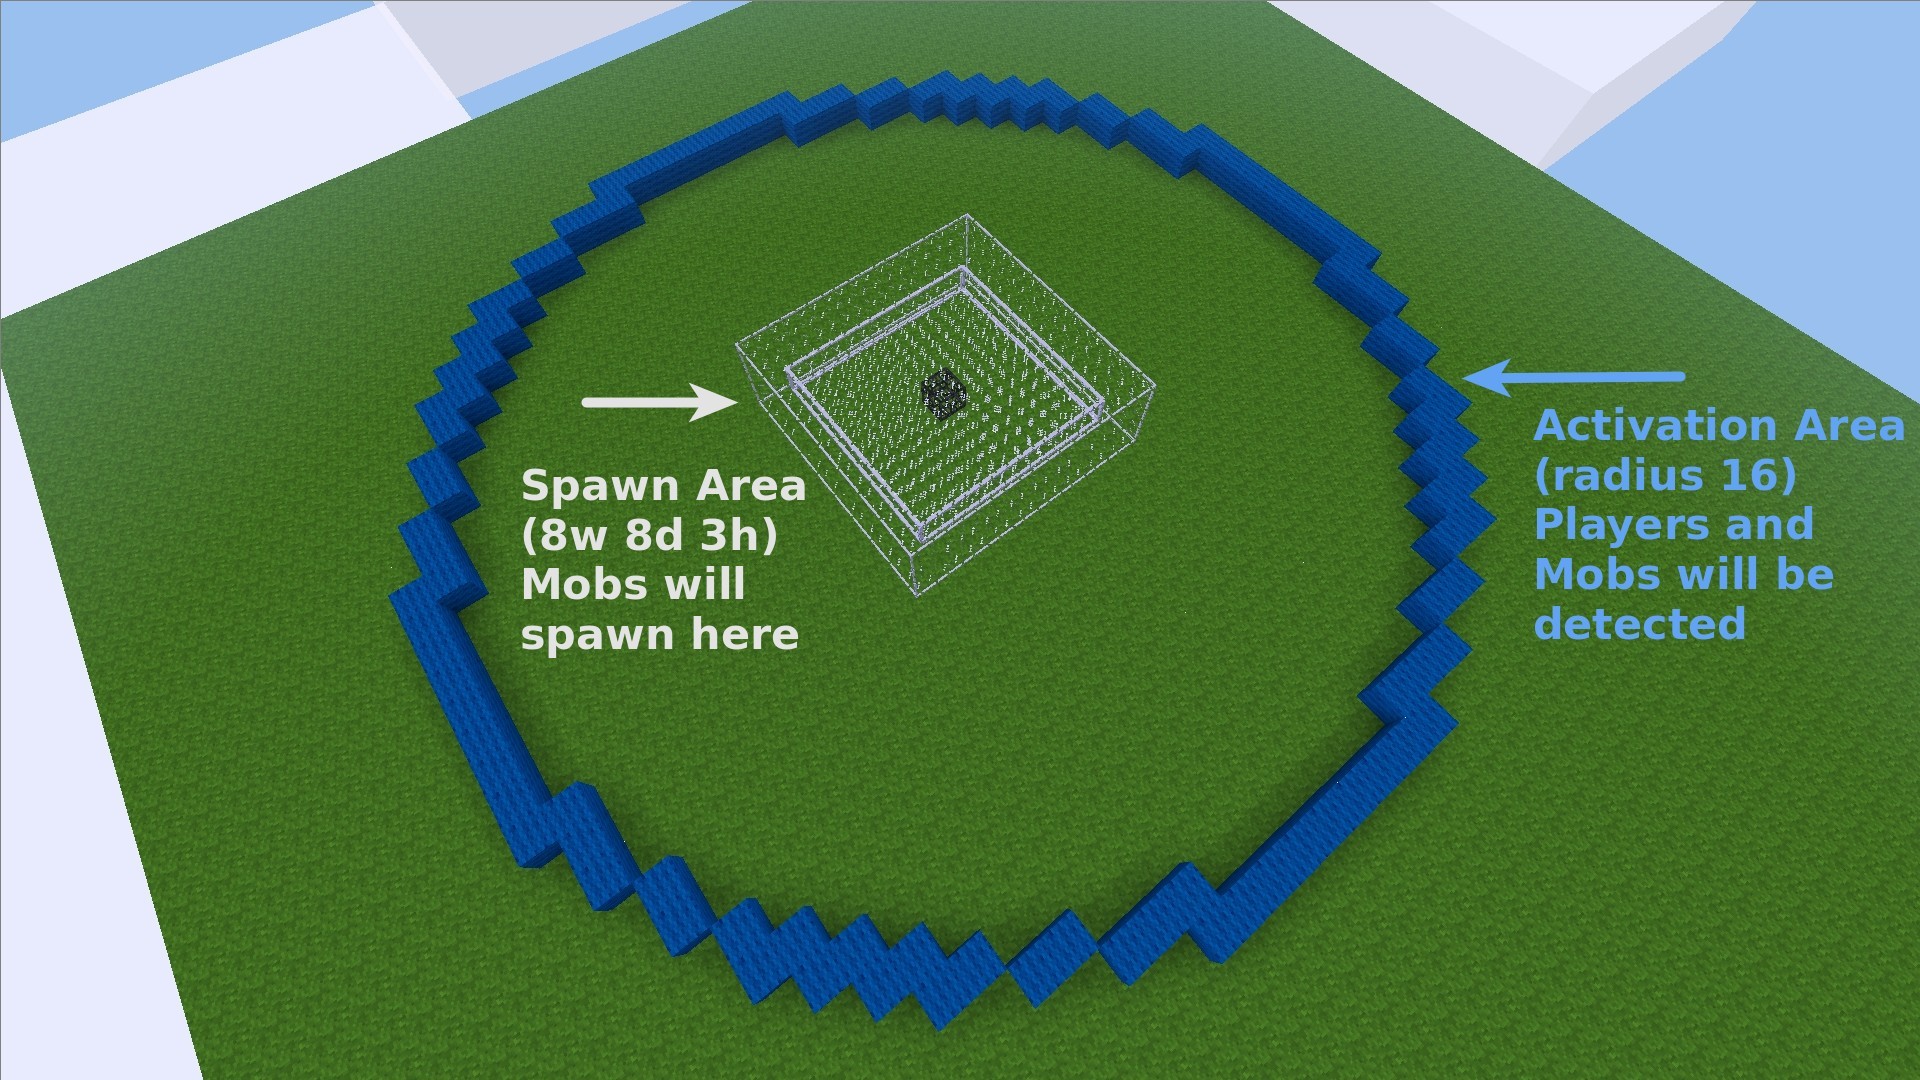 Spawn Area
(8w 8d 3h)
Mobs will
spawn here
Activation Area
(radius 16)
Players and
Mobs will be
detected